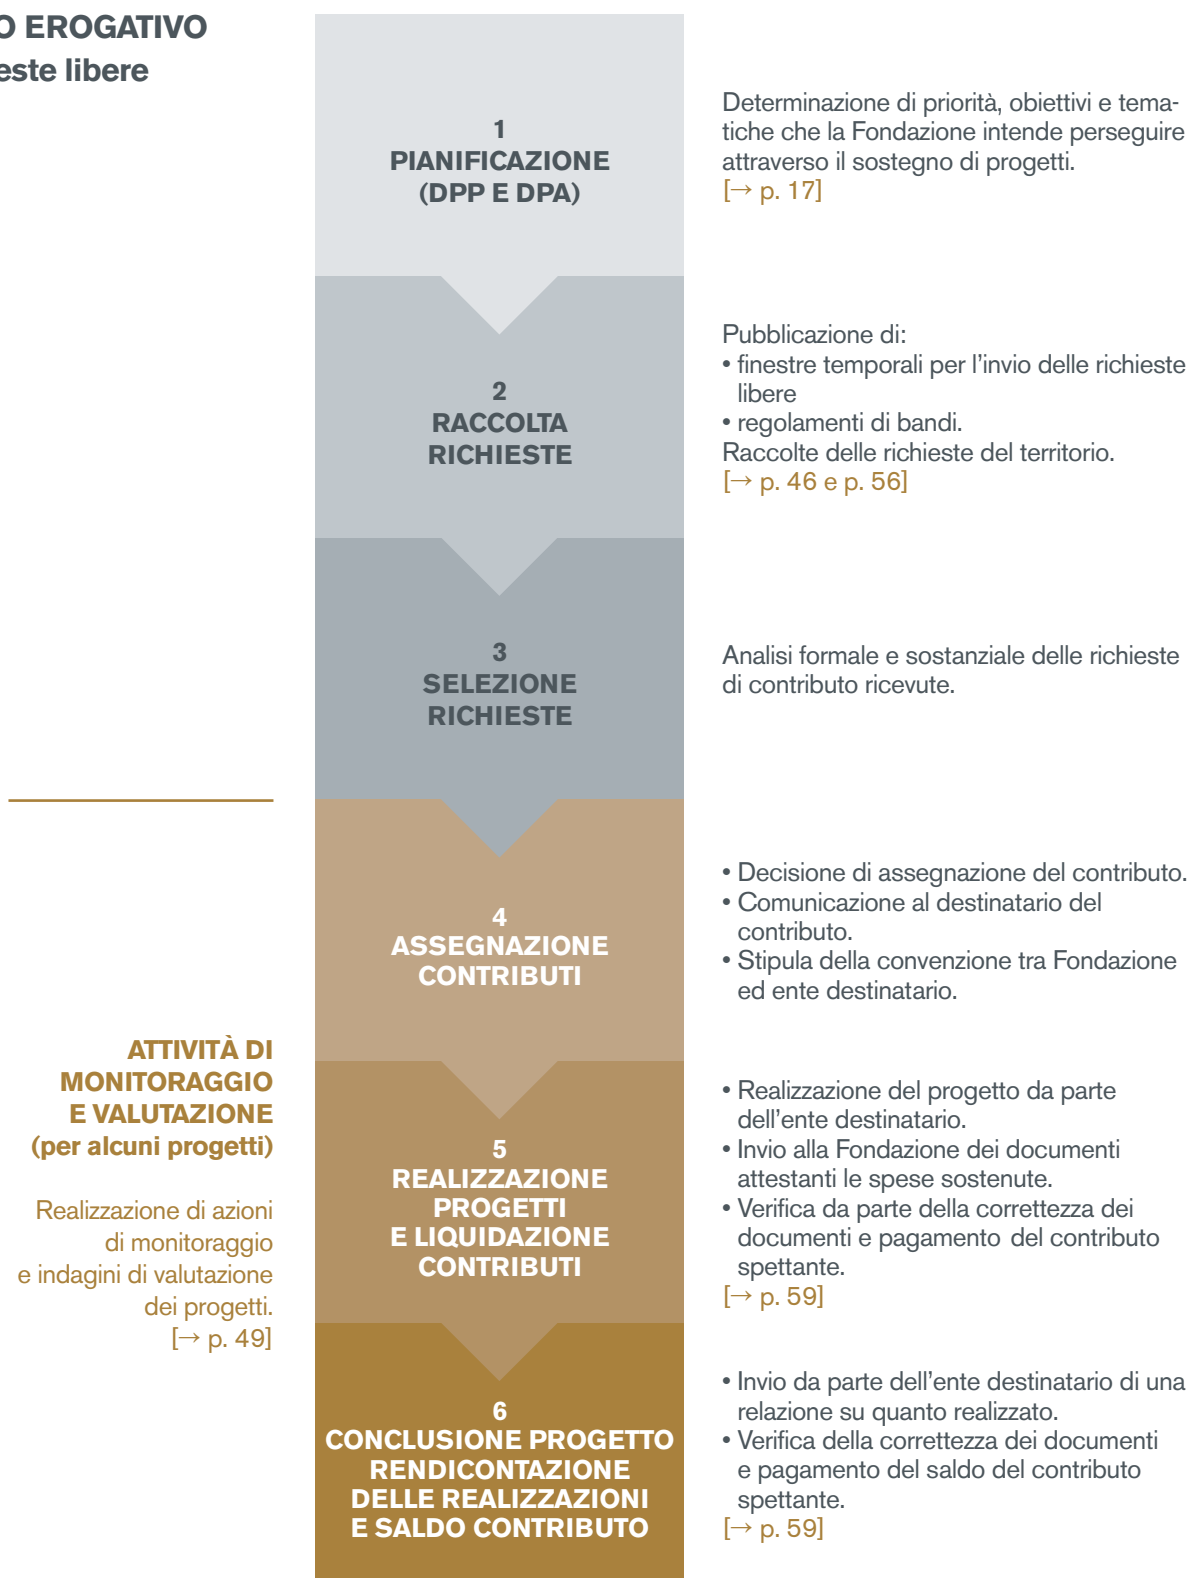 O EROGATIVO
este libere
1
PIANIFICAZIONE
(DPP E DPA)
Determinazione di priorità, obiettivi e tema-
tiche che la Fondazione intende perseguire
attraverso il sostegno di progetti.
[→ p. 17]
2
RACCOLTA
RICHIESTE
Pubblicazione di:
• finestre temporali per l'invio delle richieste
libere
• regolamenti di bandi.
Raccolte delle richieste del territorio.
[→ p. 46 e p. 56]
3
SELEZIONE
RICHIESTE
Analisi formale e sostanziale delle richieste
di contributo ricevute.
4
ASSEGNAZIONE
CONTRIBUTI
• Decisione di assegnazione del contributo.
• Comunicazione al destinatario del
contributo.
• Stipula della convenzione tra Fondazione
ed ente destinatario.
ATTIVITÀ DI
MONITORAGGIO
E VALUTAZIONE
(per alcuni progetti)
Realizzazione di azioni
di monitoraggio
e indagini di valutazione
dei progetti.
[→ p. 49]
5
REALIZZAZIONE
PROGETTI
E LIQUIDAZIONE
CONTRIBUTI
• Realizzazione del progetto da parte
dell'ente destinatario.
• Invio alla Fondazione dei documenti
attestanti le spese sostenute.
• Verifica da parte della correttezza dei
documenti e pagamento del contributo
spettante.
[→ p. 59]
6
CONCLUSIONE PROGETTO
RENDICONTAZIONE
DELLE REALIZZAZIONI
E SALDO CONTRIBUTO
• Invio da parte dell'ente destinatario di una
relazione su quanto realizzato.
• Verifica della correttezza dei documenti
e pagamento del saldo del contributo
spettante.
[→ p. 59]